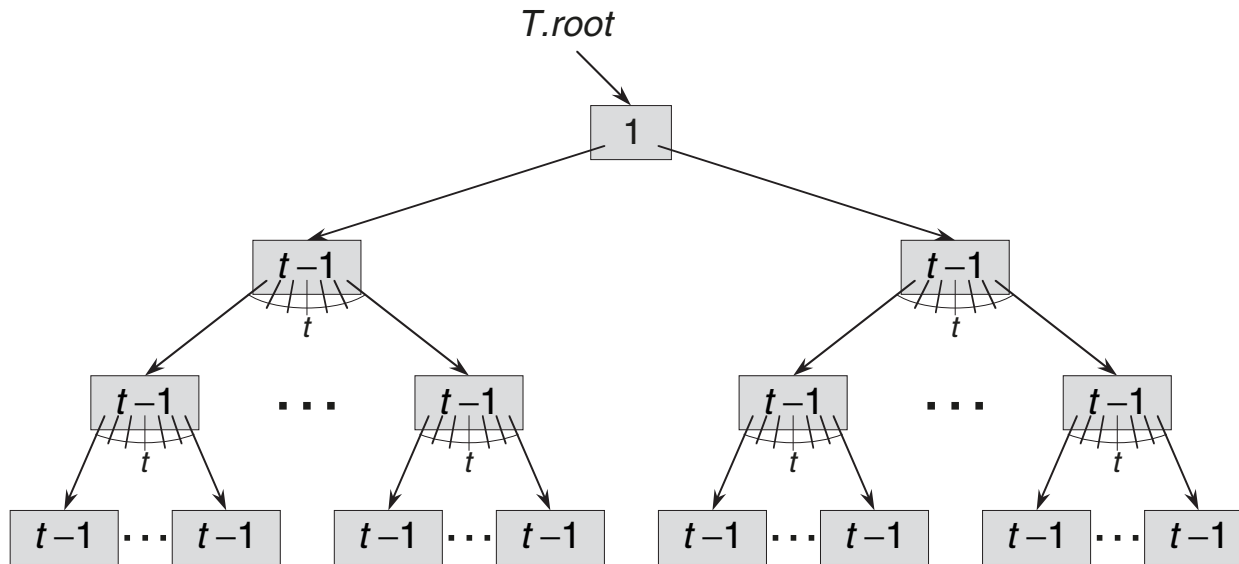 T.root
1
t–1 t–1
t t
t–1 ... t–1 t–1 ... t–1
t t t t
t–1 ... t–1 t–1 ... t–1 t–1 ... t–1 t–1 ... t–1